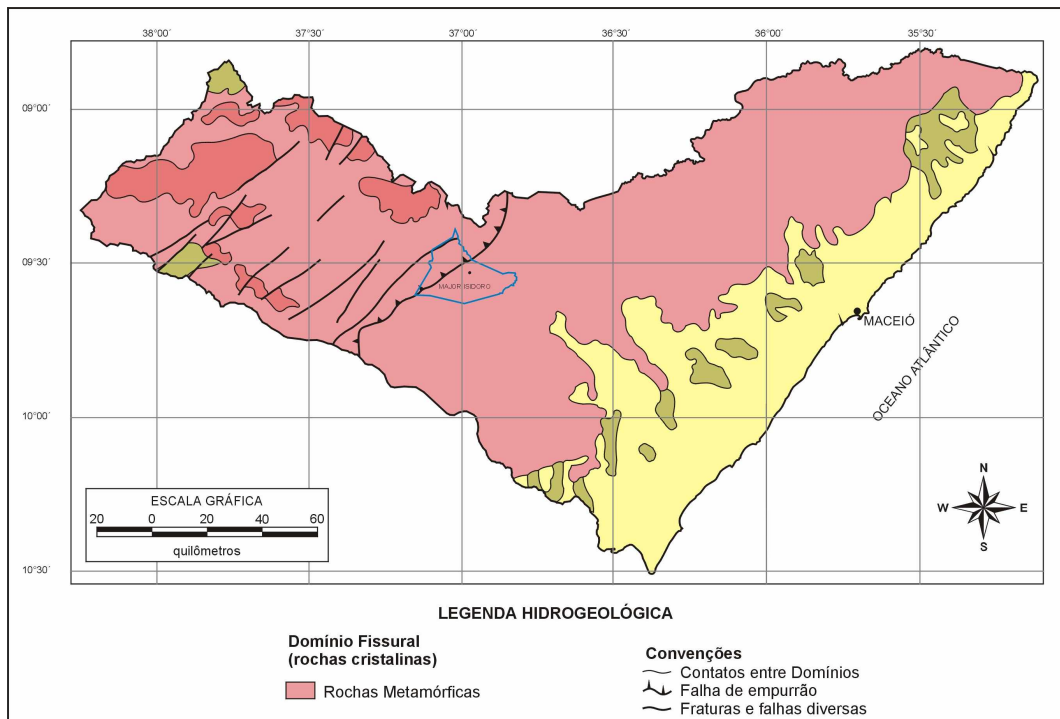 38°00' 37°30' 37°00' 36°30' 36°00' 35°30'
09°00'
09°30'
10°00'
10°30'
MAJOR ISIDORO
MACEIÓ
OCEANO ATLÂNTICO
N
W E
S
ESCALA GRÁFICA
20 0 20 40 60
quilômetros
LEGENDA HIDROGEOLÓGICA
Domínio Fissural
(rochas cristalinas)
Rochas Metamórficas
Convenções
Contatos entre Domínios
Falha de empurrão
Fraturas e falhas diversas